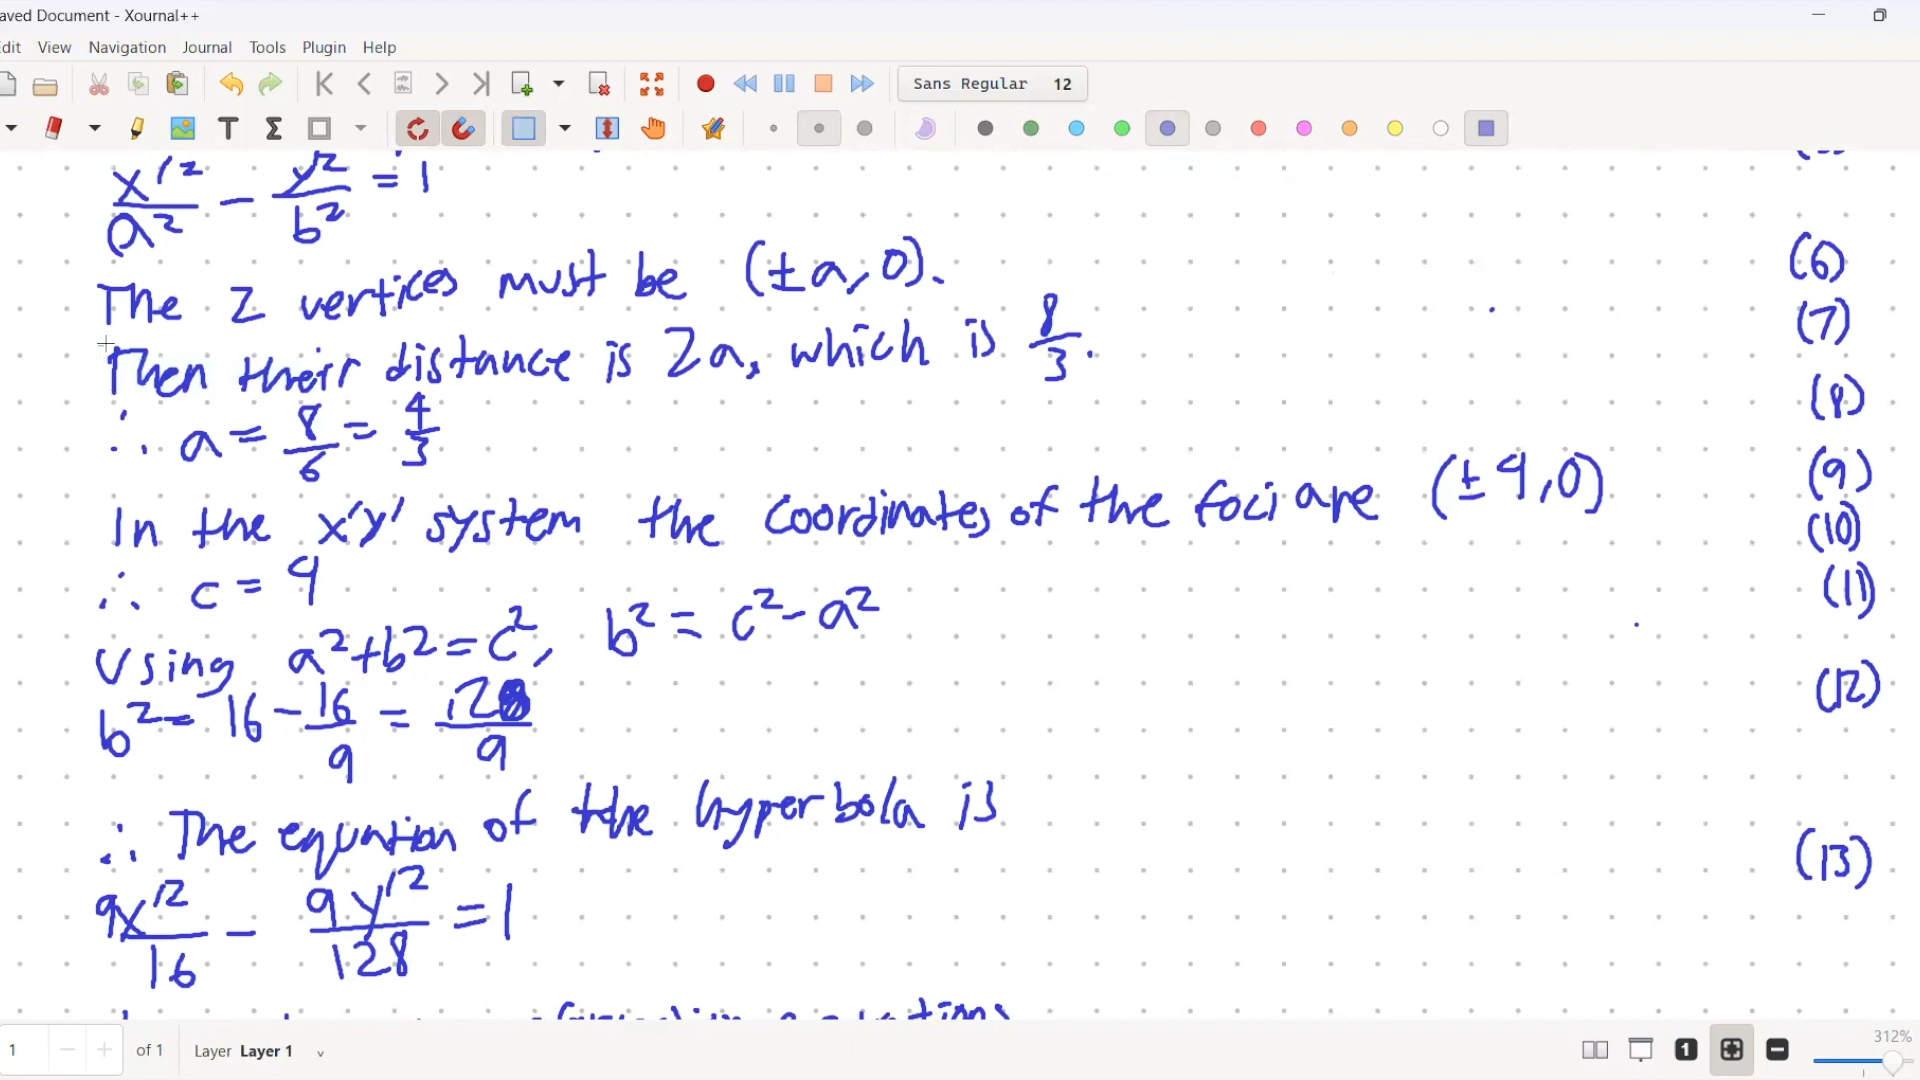 aved Document - Xournal++
dit View Navigation Journal Tools Plugin Help
Sans Regular 12
x'²/a² - y'²/b² = 1
The 2 vertices must be (±a, 0). (6)
Then their distance is 2a, which is 8/3. (7)
∴ a = 8/6 = 4/3 (8)
In the x'y' system the coordinates of the foci are (±4,0) (9)
∴ c = 4 (10)
Using a²+b²=c², b² = c²-a² (11)
b² = 16 - 16/9 = 128/9 (12)
∴ The equation of the hyperbola is
9x'²/16 - 9y'²/128 = 1 (13)
1 of 1 Layer Layer 1 1 312%